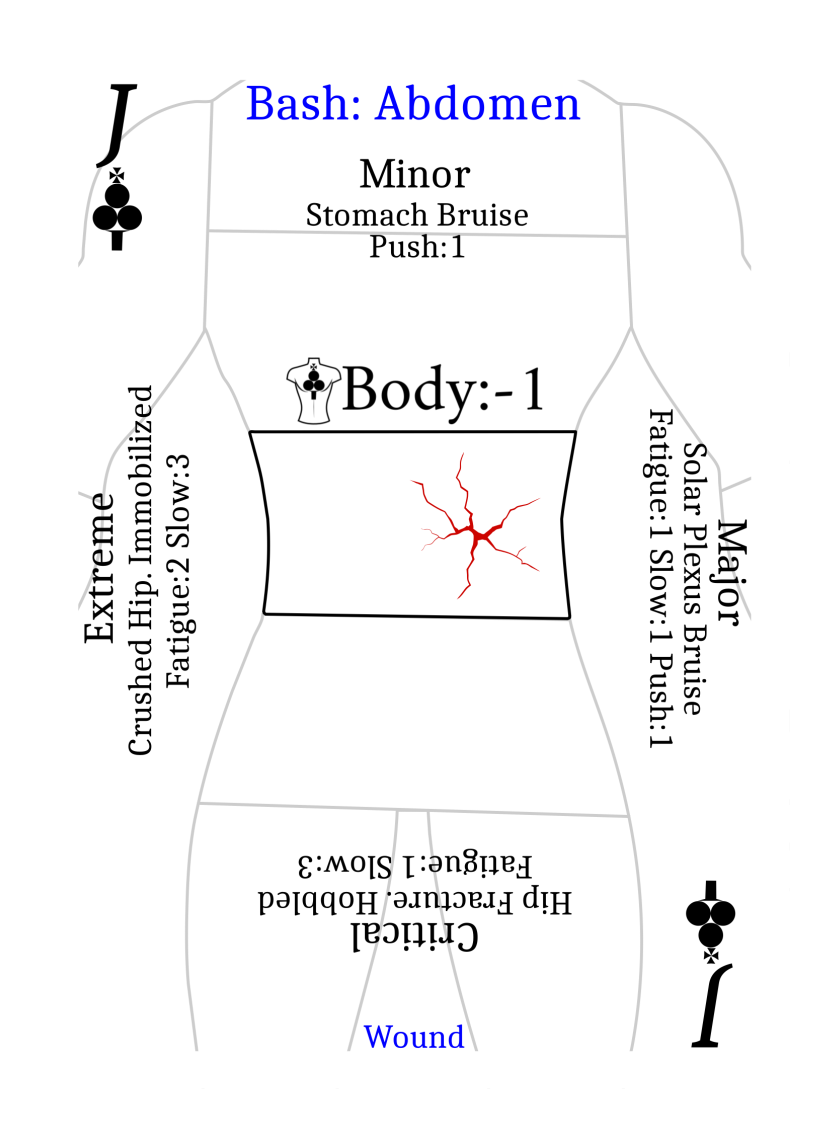 J
Bash: Abdomen
Minor
Stomach Bruise
Push:1
Body:-1
Extreme
Crushed Hip. Immobilized
Fatigue:2 Slow:3
Major
Solar Plexus Bruise
Fatigue:1 Slow:1 Push:1
Critical
Hip Fracture. Hobbled
Fatigue:1 Slow:3
Wound
J